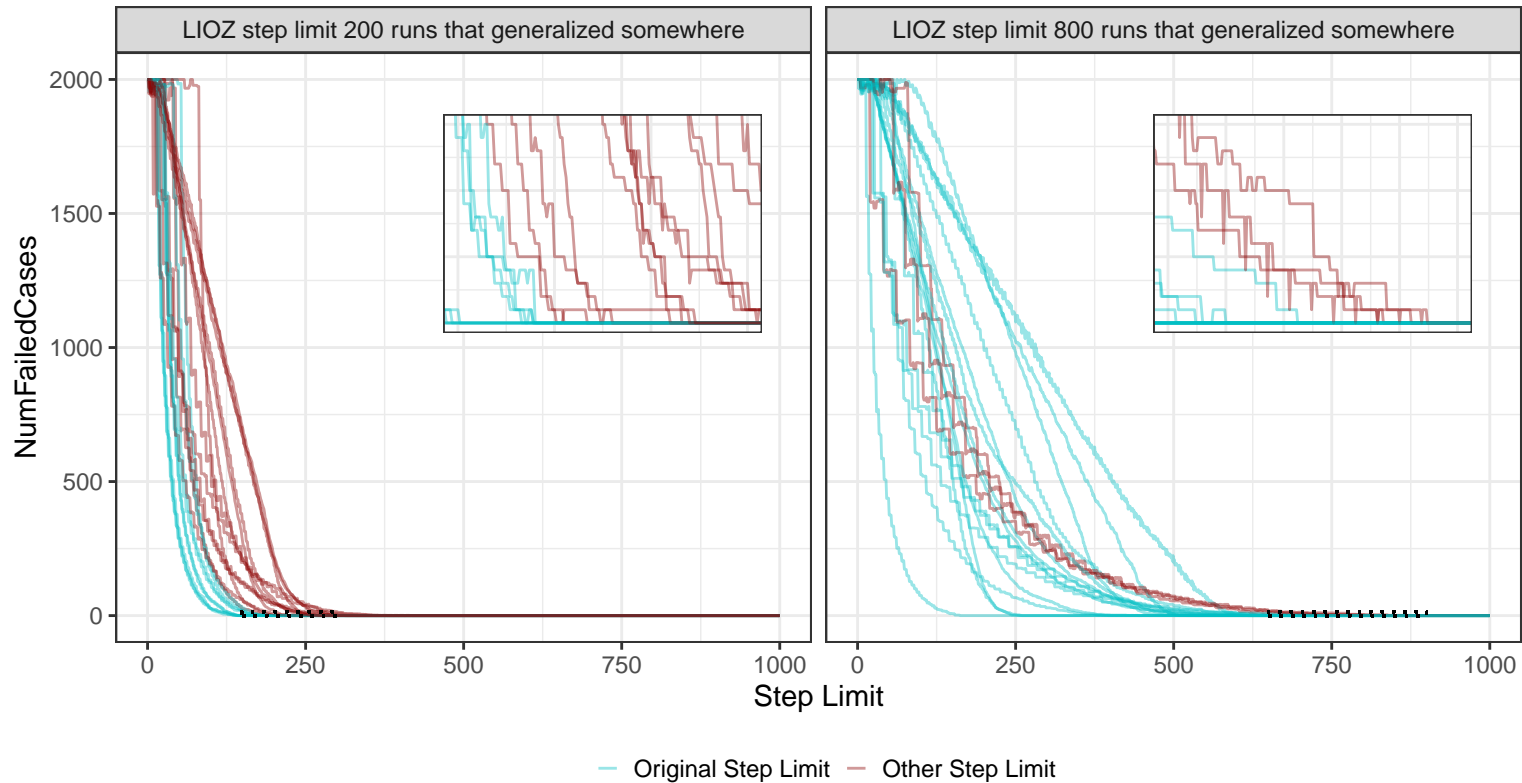 LIOZ step limit 200 runs that generalized somewhere
LIOZ step limit 800 runs that generalized somewhere
2000
1500
1000
500
0
NumFailedCases
0 250 500 750 1000
0 250 500 750 1000
Step Limit
Original Step Limit Other Step Limit